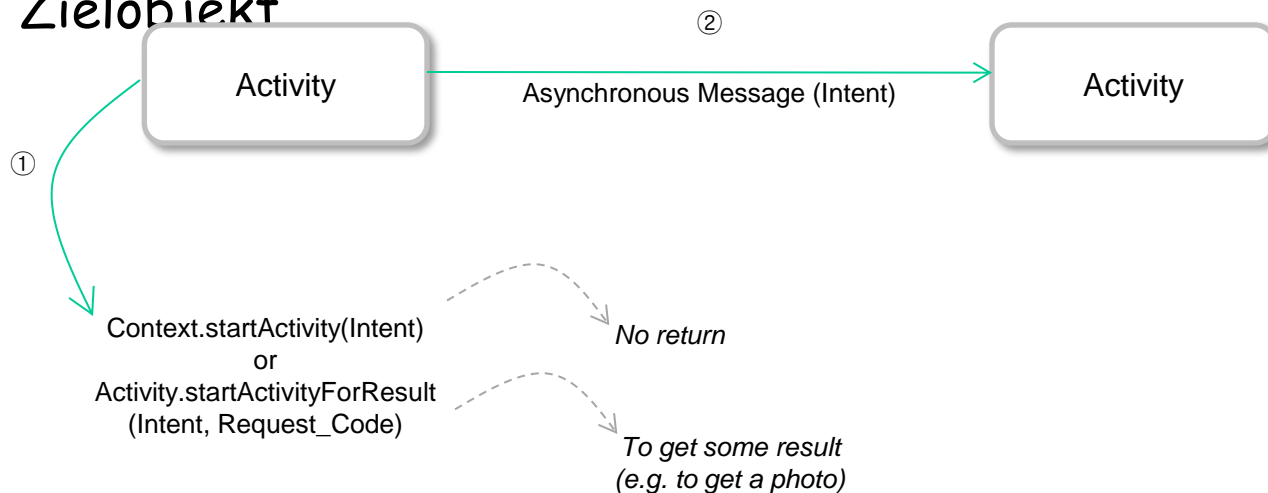 Zielobjekt
②
Activity
Asynchronous Message (Intent)
Activity
①
Context.startActivity(Intent)
or
Activity.startActivityForResult
(Intent, Request_Code)
No return
To get some result
(e.g. to get a photo)